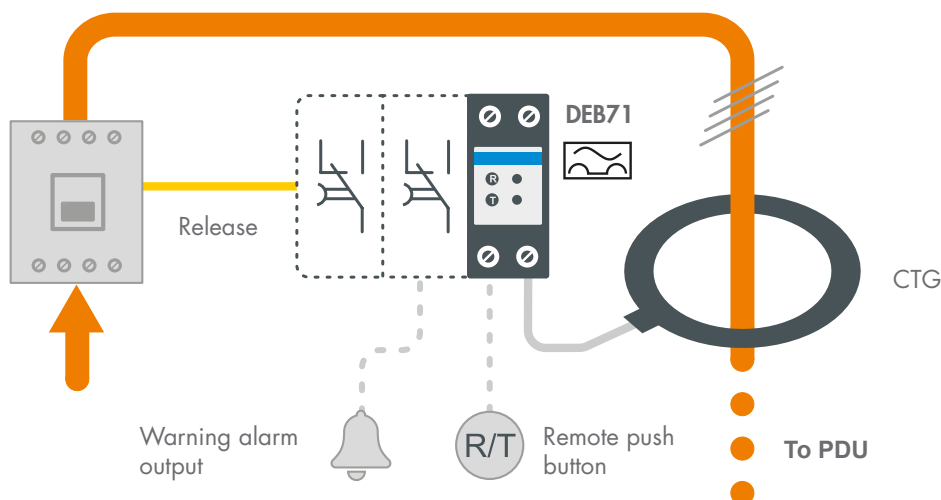 DEB71
R
T
Release
CTG
Warning alarm
output
R/T
Remote push
button
To PDU